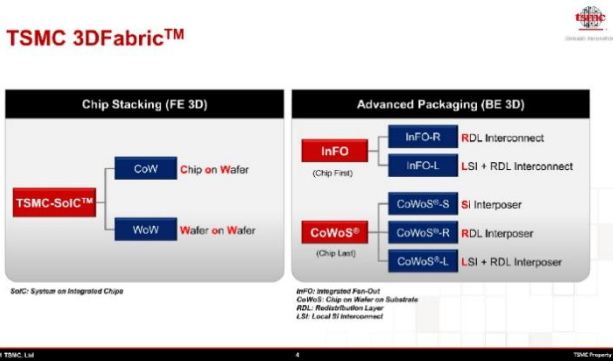 TSMC 3DFabric™
tsmc
Chip Stacking (FE 3D)
TSMC-SoIC™
CoW
Chip on Wafer
WoW
Wafer on Wafer
SoIC: System on Integrated Chips
Advanced Packaging (BE 3D)
InFO
(Chip First)
InFO-R
RDL Interconnect
InFO-L
LSI + RDL Interconnect
CoWoS®
(Chip Last)
CoWoS®-S
Si Interposer
CoWoS®-R
RDL Interposer
CoWoS®-L
LSI + RDL Interposer
InFO: Integrated Fan-Out
CoWoS: Chip on Wafer on Substrate
RDL: Redistribution Layer
LSI: Local Si Interconnect
TSMC, Ltd
4
TSMC Property